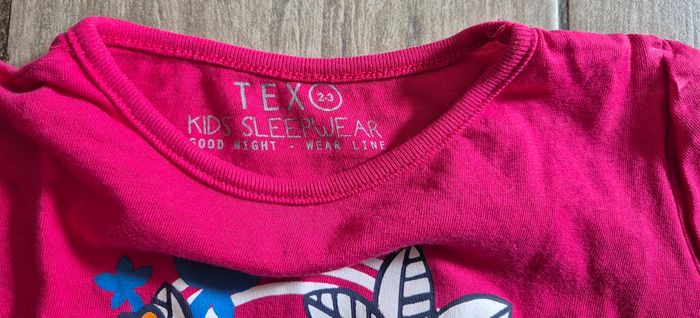 TEX 2-3
KIDS SLEEPWEAR
GOOD NIGHT - WEAR LINE